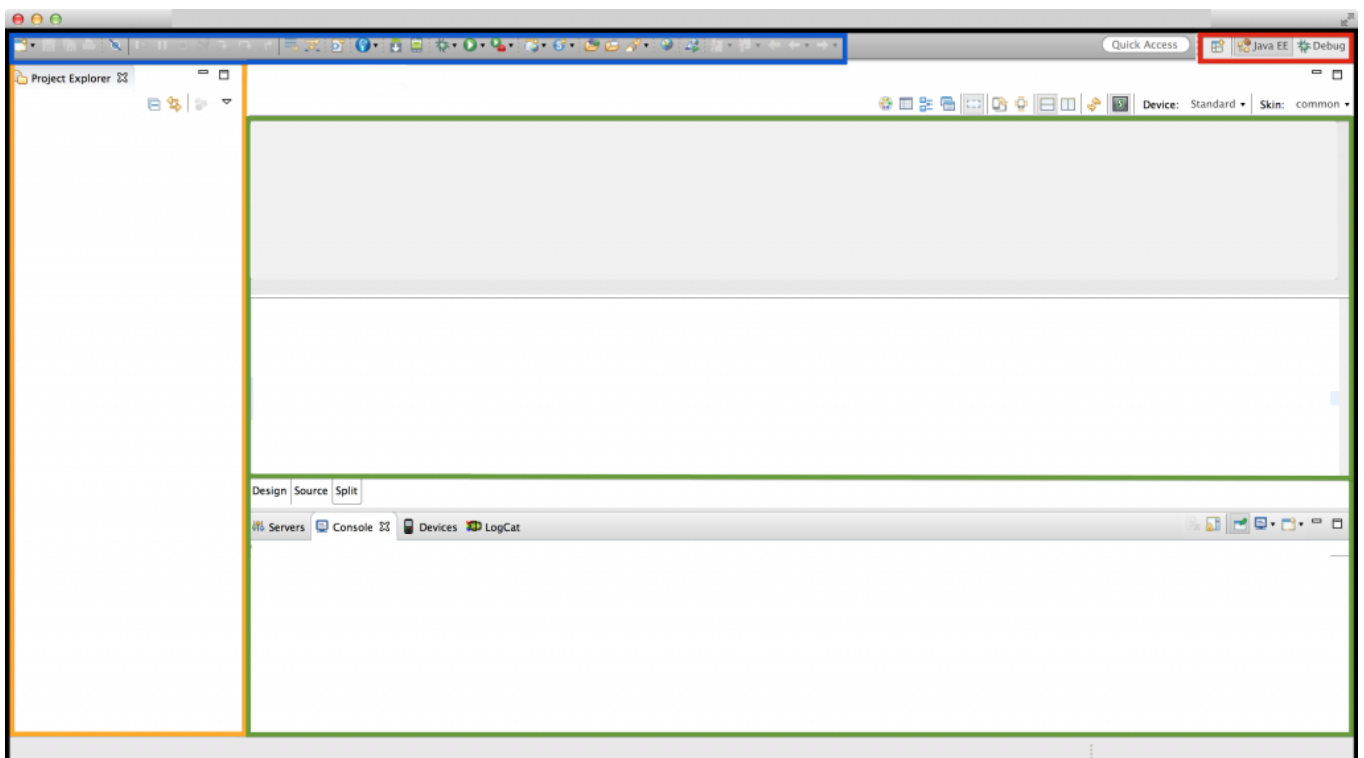 Quick Access Java EE Debug
Project Explorer
Device: Standard Skin: common
Design Source Split
Servers Console Devices LogCat